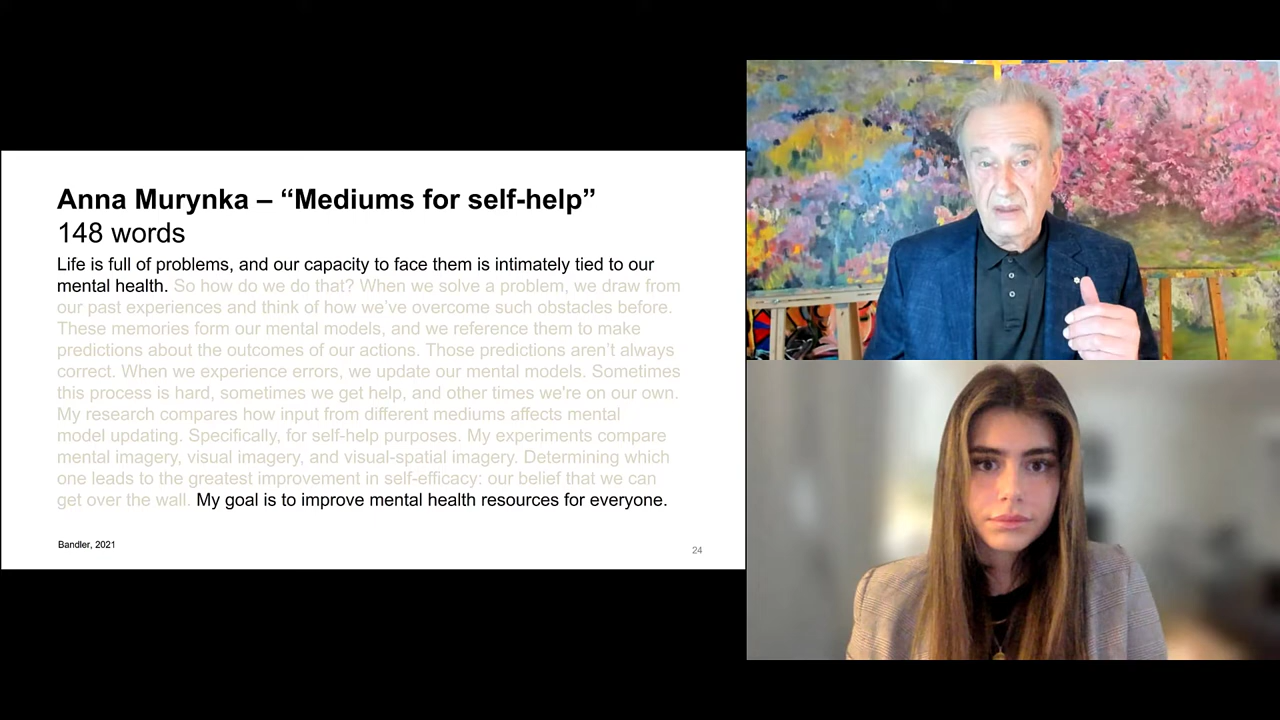 Anna Murynka – “Mediums for self-help”
148 words
Life is full of problems, and our capacity to face them is intimately tied to our
mental health. So how do we do that? When we solve a problem, we draw from
our past experiences and think of how we’ve overcome such obstacles before.
These memories form our mental models, and we reference them to make
predictions about the outcomes of our actions. Those predictions aren’t always
correct. When we experience errors, we update our mental models. Sometimes
this process is hard, sometimes we get help, and other times we're on our own.
My research compares how input from different mediums affects mental
model updating. Specifically, for self-help purposes. My experiments compare
mental imagery, visual imagery, and visual-spatial imagery. Determining which
one leads to the greatest improvement in self-efficacy: our belief that we can
get over the wall. My goal is to improve mental health resources for everyone.
Bandler, 2021
24